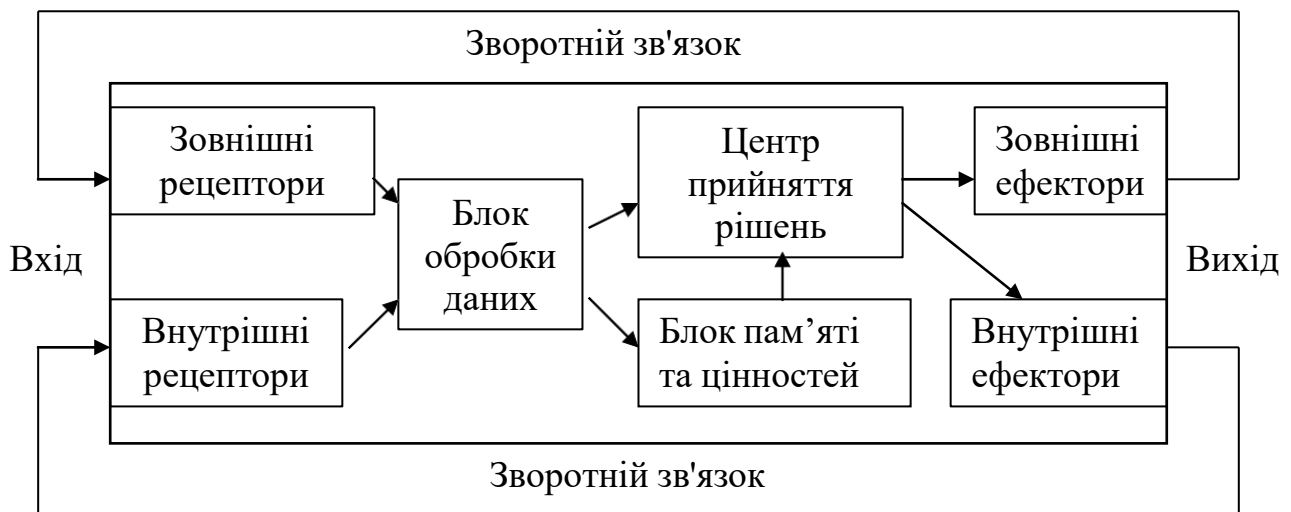 Зворотній зв'язок
Зовнішні
рецептори
Центр
прийняття
рішень
Зовнішні
ефектори
Блок
обробки
даних
Вхід
Вихід
Внутрішні
рецептори
Блок пам’яті
та цінностей
Внутрішні
ефектори
Зворотній зв'язок